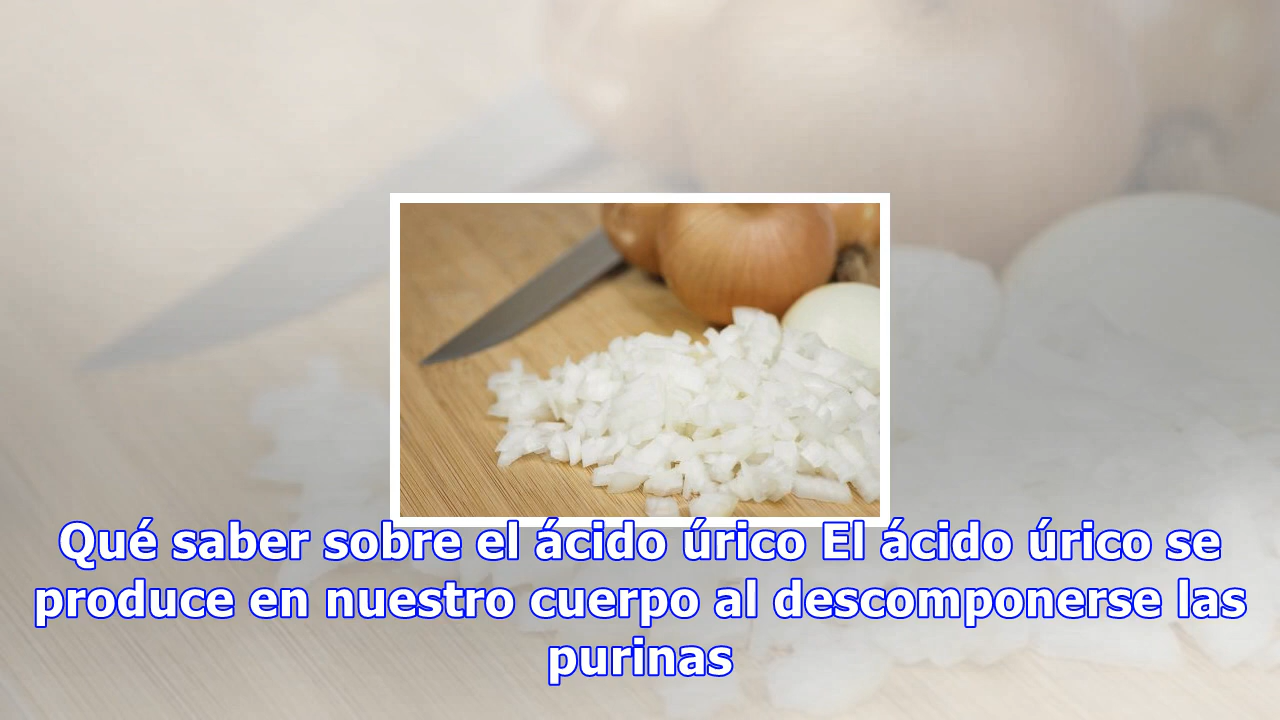 Qué saber sobre el ácido úrico El ácido úrico se
produce en nuestro cuerpo al descomponerse las
purinas